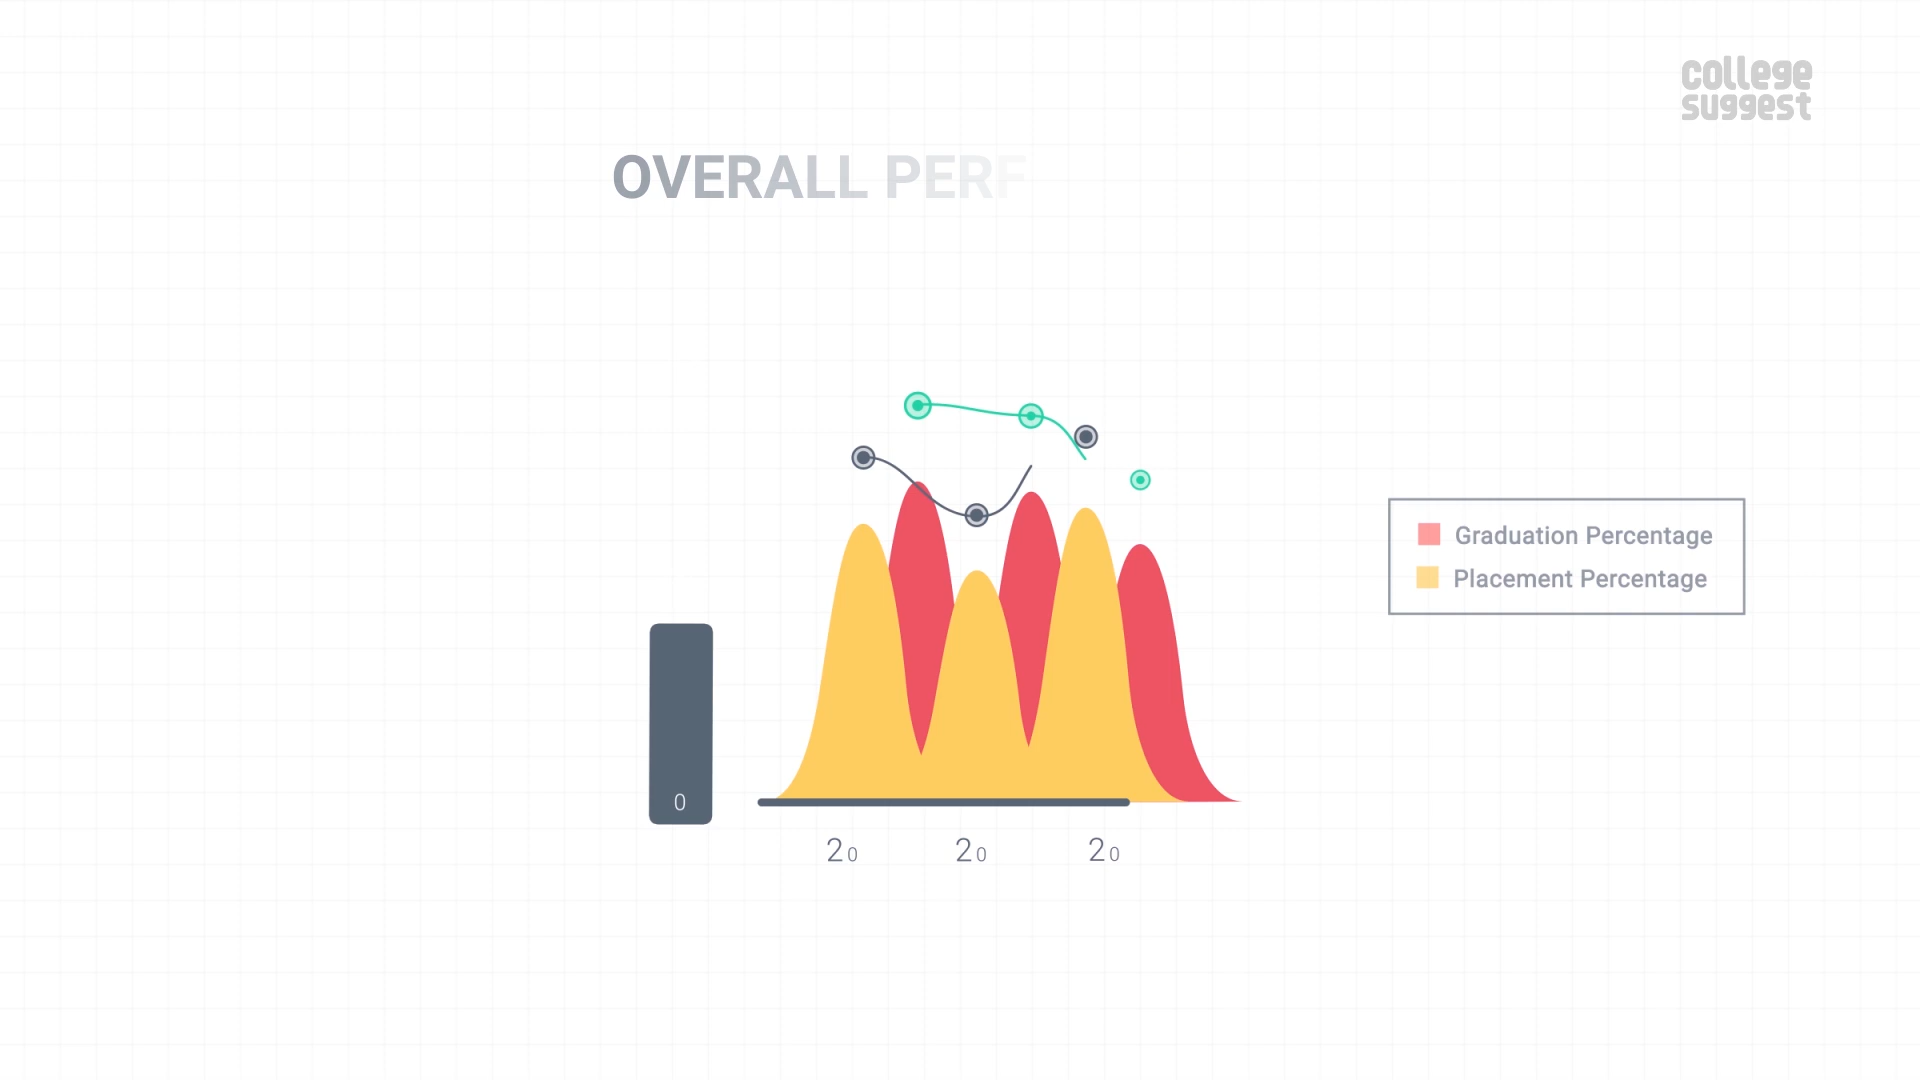 college
suggest
OVERALL PERF
Graduation Percentage
Placement Percentage
0
20 20 20